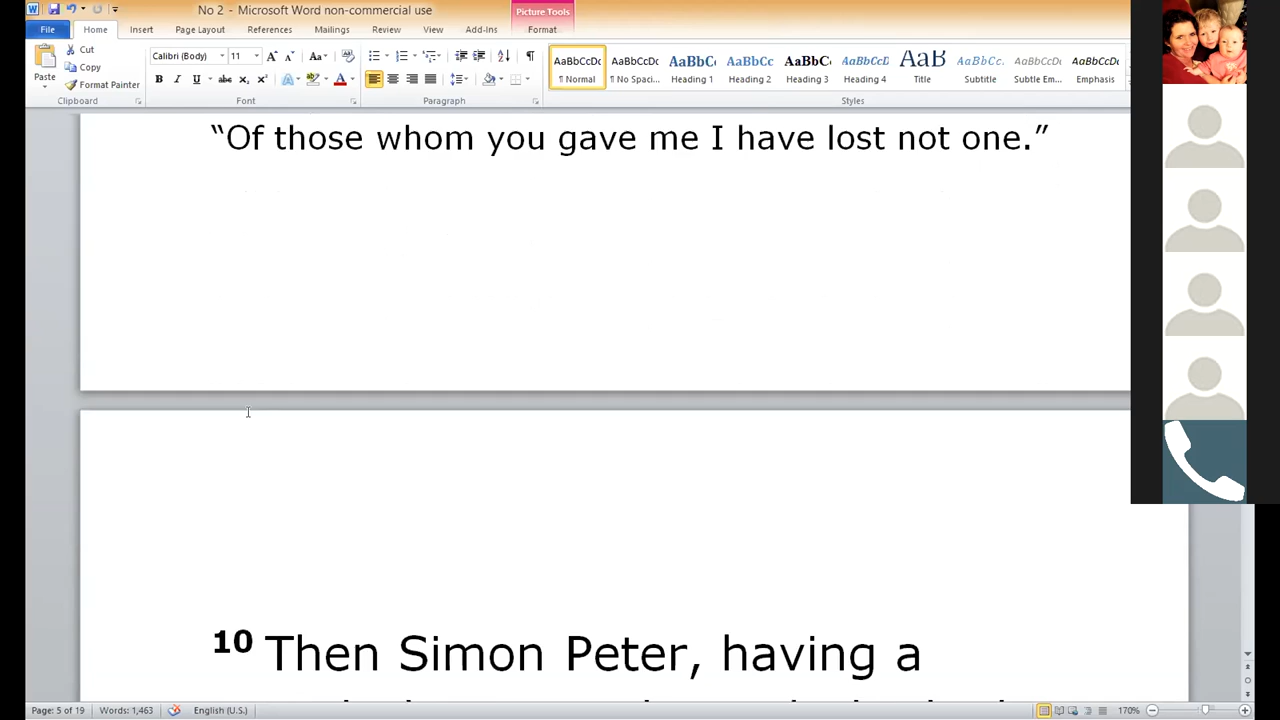 No 2 - Microsoft Word non-commercial use
Picture Tools
File Home Insert Page Layout References Mailings Review View Add-Ins Format
Paste
Cut
Copy
Format Painter
Clipboard
Calibri (Body) 11
Font
Paragraph
AaBbCcDc AaBbCcDc AaBbCc AaBbCc AaBbCc AaBbCcD AaB AaBbCc. AaBbCcDc AaBbCcDc
¶ Normal ¶ No Spaci... Heading 1 Heading 2 Heading 3 Heading 4 Title Subtitle Subtle Em... Emphasis
Styles
“Of those whom you gave me I have lost not one.”
10 Then Simon Peter, having a
Page: 5 of 19 Words: 1,463 English (U.S.) 170%